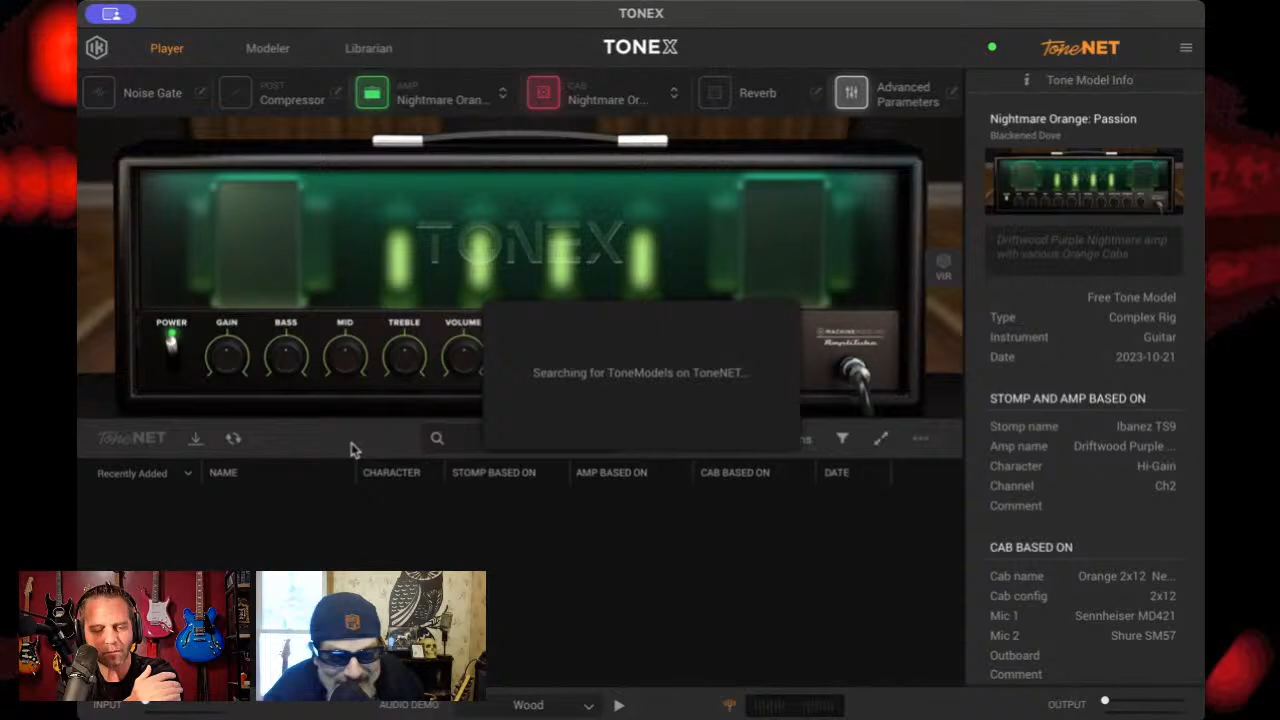 TONEX
Player
Modeler
Librarian
TONEX
ToneNET
Noise Gate
POST
Compressor
AMP
Nightmare Oran...
CAB
Nightmare Or...
Reverb
Advanced
Parameters
Tone Model Info
Nightmare Orange: Passion
Blackened Dove
Driftwood Purple Nightmare amp
with various Orange Cabs
Free Tone Model
Type Complex Rig
Instrument Guitar
Date 2023-10-21
STOMP AND AMP BASED ON
Stomp name Ibanez TS9
Amp name Driftwood Purple ...
Character Hi-Gain
Channel Ch2
Comment
CAB BASED ON
Cab name Orange 2x12 Ne...
Cab config 2x12
Mic 1 Sennheiser MD421
Mic 2 Shure SM57
Outboard
Comment
TONEX
VIR
POWER GAIN BASS MID TREBLE VOLUME
AmpliTube
Searching for ToneModels on ToneNET...
ToneNET
Recently Added NAME CHARACTER STOMP BASED ON AMP BASED ON CAB BASED ON DATE
INPUT AUDIO DEMO Wood OUTPUT